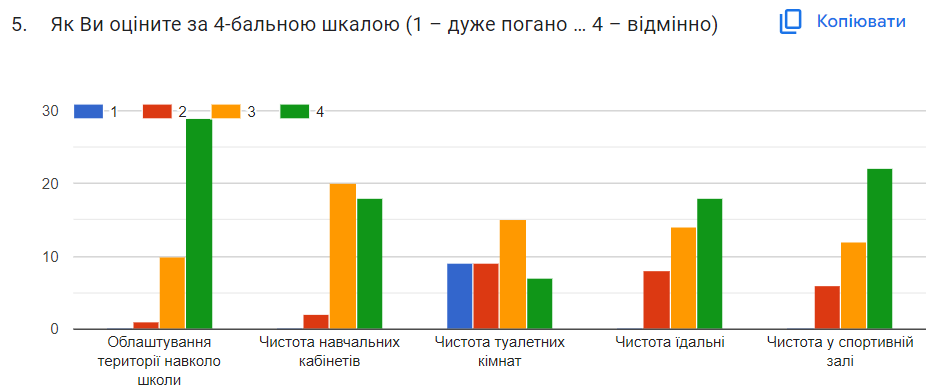 5. Як Ви оціните за 4-бальною шкалою (1 – дуже погано ... 4 – відмінно)
Копіювати
30
1 2 3 4
20
10
0
Облаштування території навколо школи
Чистота навчальних кабінетів
Чистота туалетних кімнат
Чистота їдальні
Чистота у спортивній залі